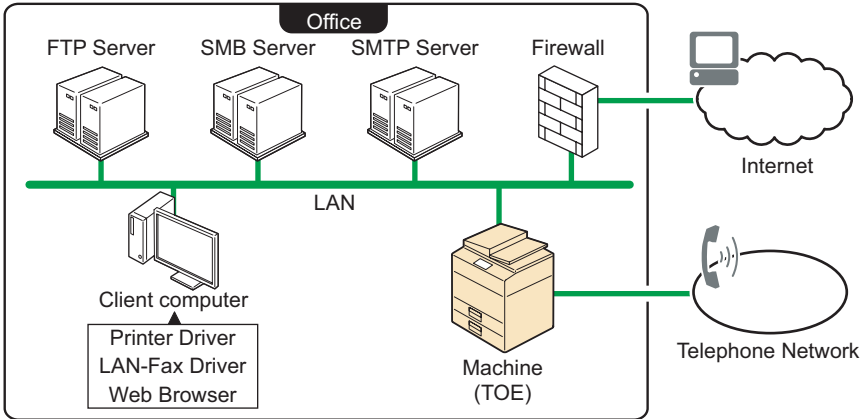 Office
FTP Server
SMB Server
SMTP Server
Firewall
Internet
LAN
Client computer
Printer Driver
LAN-Fax Driver
Web Browser
Machine
(TOE)
Telephone Network